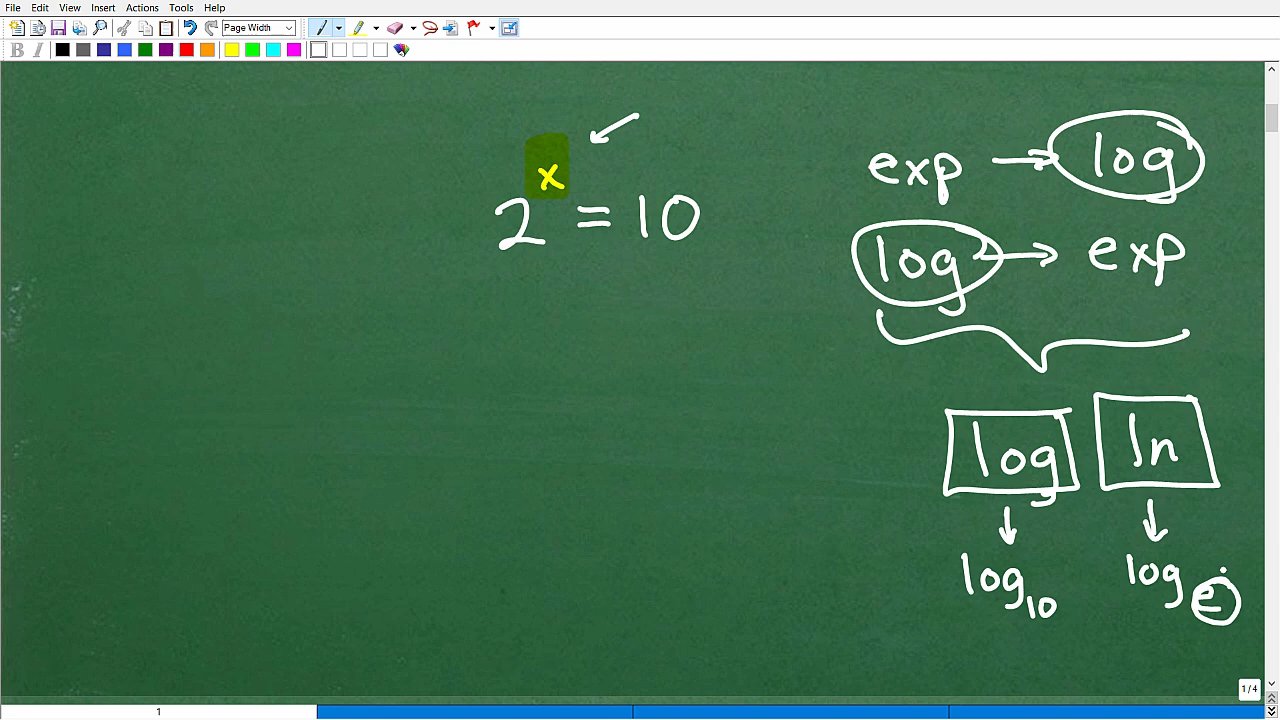 File Edit View Insert Actions Tools Help
Page Width
B I
2^x = 10
exp → log
log → exp
log ln
log₁₀ logₑ
1/4
1